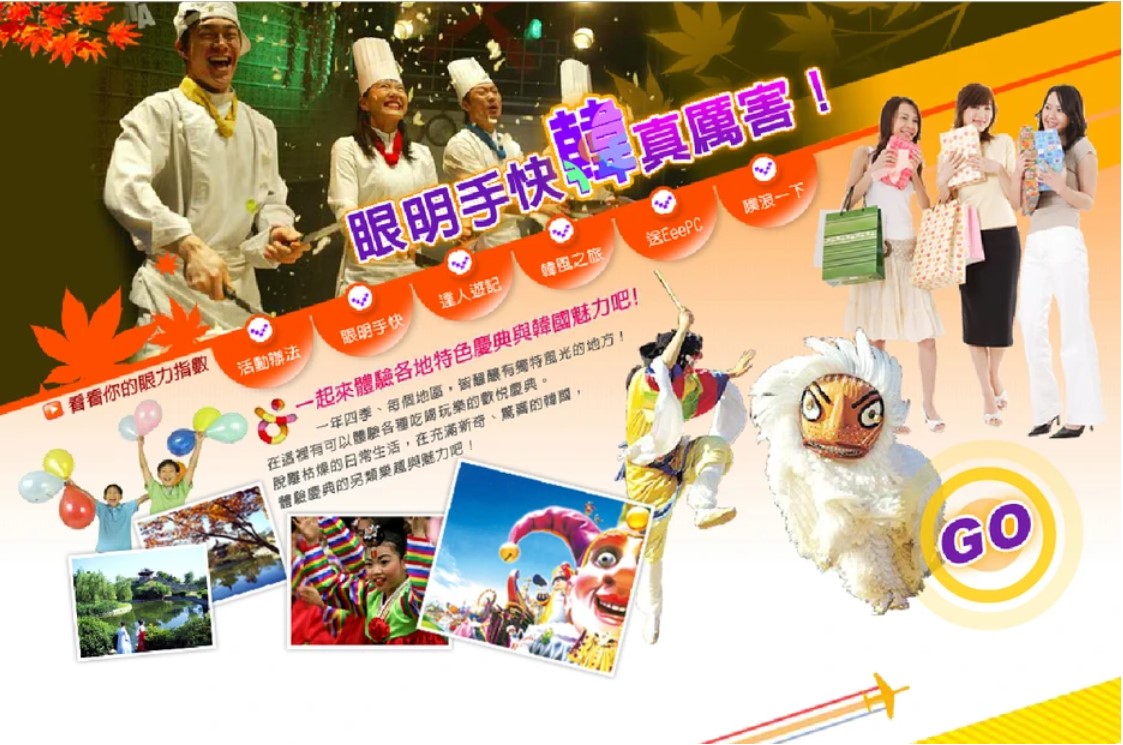 眼明手快韓真厲害！
活動辦法
眼明手快
達人遊記
韓風之旅
送EeePC
噗浪一下
看看你的眼力指數
一起來體驗各地特色慶典與韓國魅力吧！
一年四季、每個地區，皆醞釀有獨特風光的地方！
在這裡有可以體驗各種吃喝玩樂的歡悅慶典。
脫離枯燥的日常生活，在充滿新奇、驚喜的韓國，
體驗慶典的另類樂趣與魅力吧！
GO